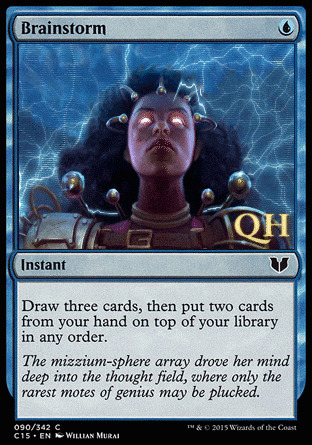 Brainstorm
QH
Instant
Draw three cards, then put two cards
from your hand on top of your library
in any order.
The mizzium-sphere array drove her mind
deep into the thought field, where only the
rarest motes of genius may be plucked.
090/342 C
C15 • EN Willian Murai
™ & © 2015 Wizards of the Coast